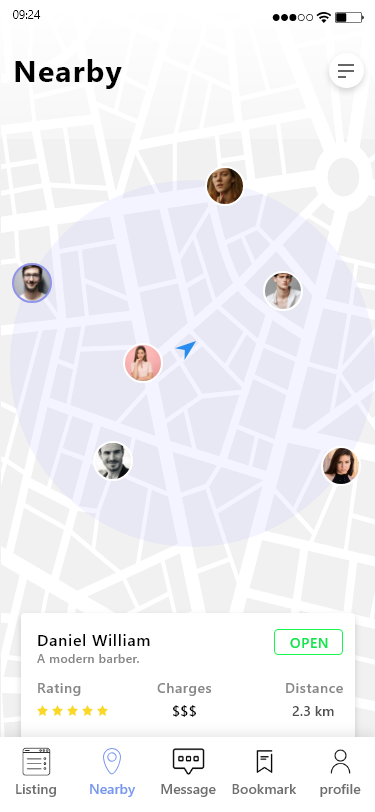 09:24
Nearby
Daniel William
OPEN
A modern barber.
Rating Charges Distance
$$$ 2.3 km
Listing Nearby Message Bookmark profile